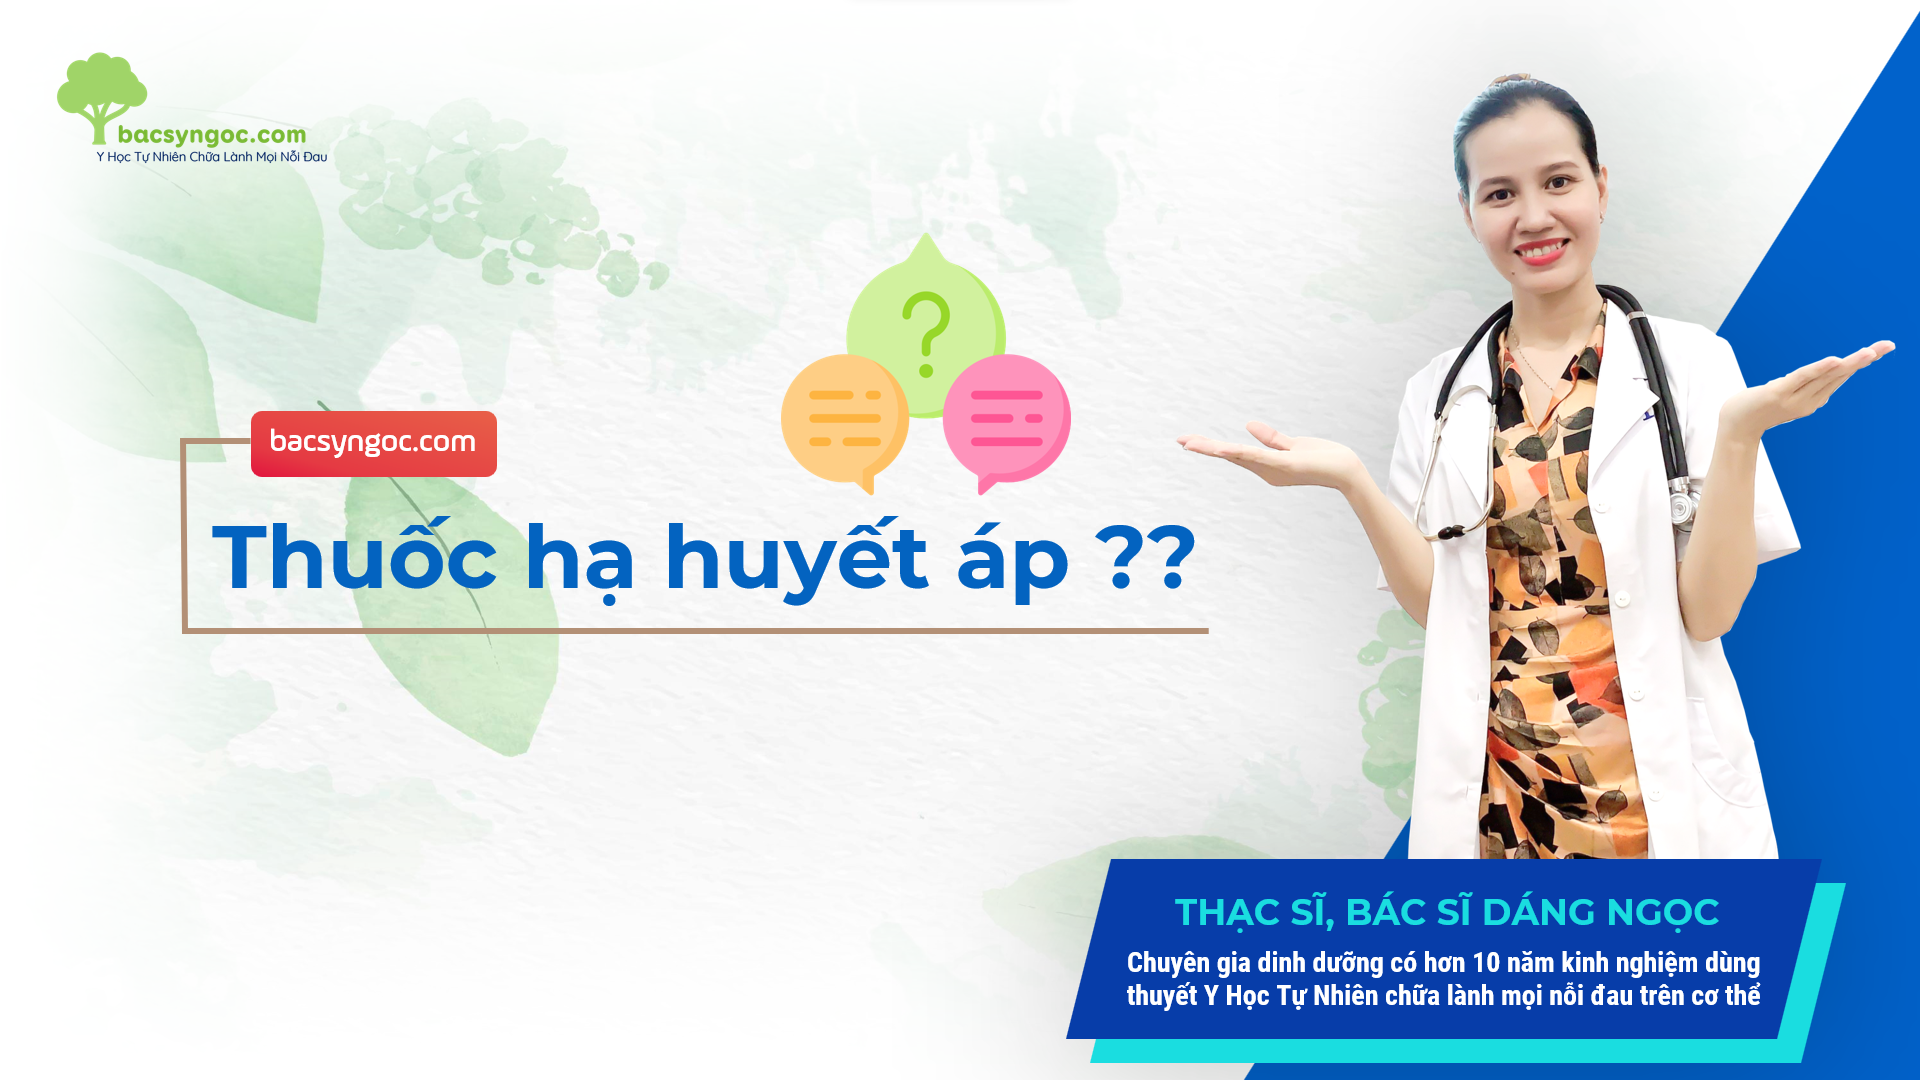 bacsyngoc.com
Y Học Tự Nhiên Chữa Lành Mọi Nỗi Đau
bacsyngoc.com
Thuốc hạ huyết áp ??
THẠC SĨ, BÁC SĨ DÁNG NGỌC
Chuyên gia dinh dưỡng có hơn 10 năm kinh nghiệm dùng
thuyết Y Học Tự Nhiên chữa lành mọi nỗi đau trên cơ thể